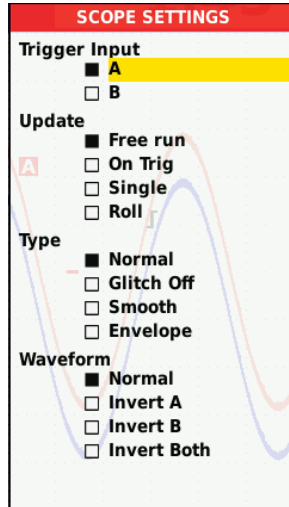 SCOPE SETTINGS
Trigger Input
A
B
Update
Free run
On Trig
A
Single
Roll
Type
Normal
Glitch Off
Smooth
Envelope
Waveform
Normal
Invert A
Invert B
Invert Both